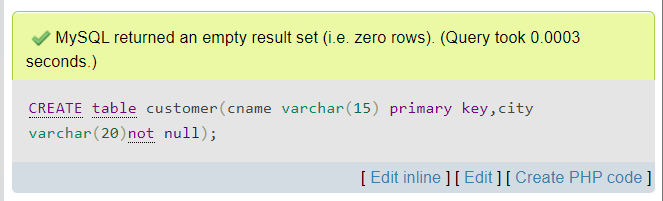 MySQL returned an empty result set (i.e. zero rows). (Query took 0.0003
seconds.)
CREATE table customer(cname varchar(15) primary key,city
varchar(20)not null);
[ Edit inline ] [ Edit ] [ Create PHP code ]